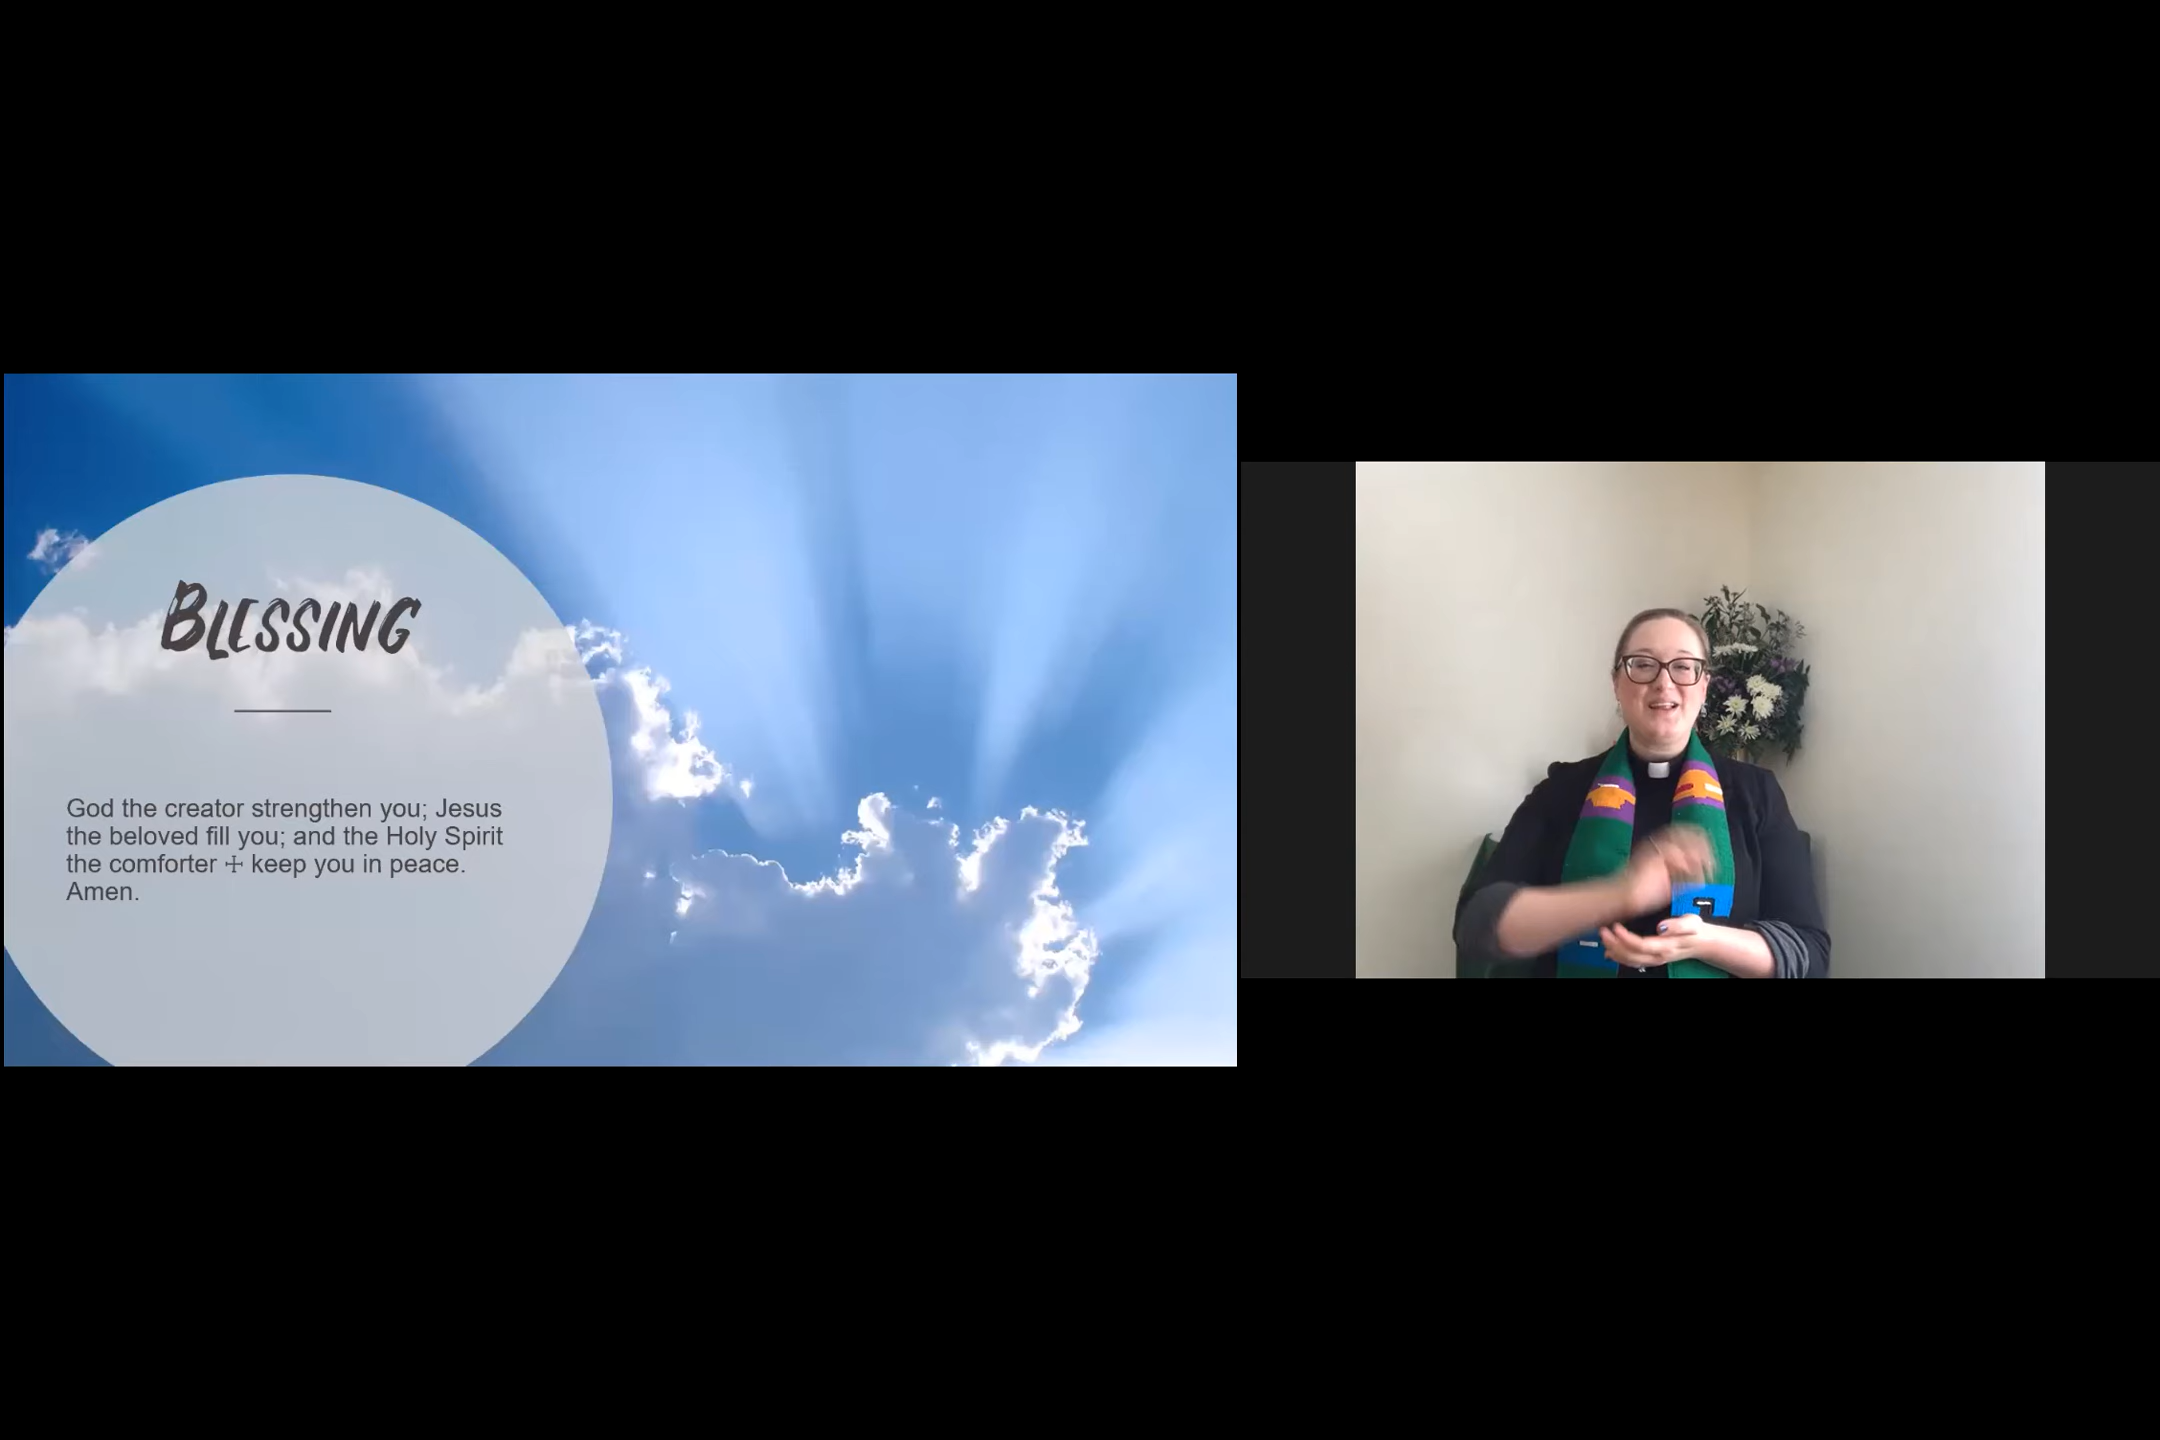 BLESSING
God the creator strengthen you; Jesus
the beloved fill you; and the Holy Spirit
the comforter ☩ keep you in peace.
Amen.